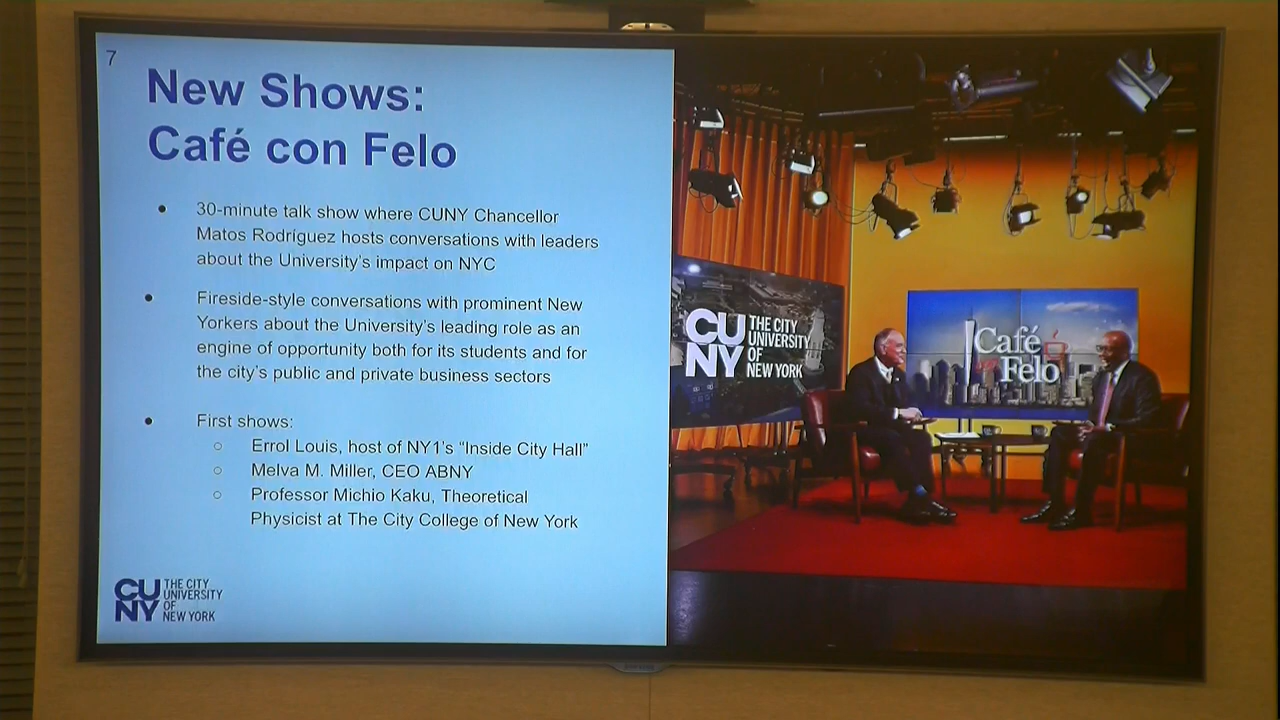 7
New Shows:
Café con Felo
• 30-minute talk show where CUNY Chancellor
Matos Rodríguez hosts conversations with leaders
about the University's impact on NYC
• Fireside-style conversations with prominent New
Yorkers about the University's leading role as an
engine of opportunity both for its students and for
the city's public and private business sectors
• First shows:
○ Errol Louis, host of NY1's “Inside City Hall”
○ Melva M. Miller, CEO ABNY
○ Professor Michio Kaku, Theoretical
Physicist at The City College of New York
CU
NY
THE CITY
UNIVERSITY
OF
NEW YORK
CU
NY
THE CITY
UNIVERSITY
OF
NEW YORK
Café
Felo